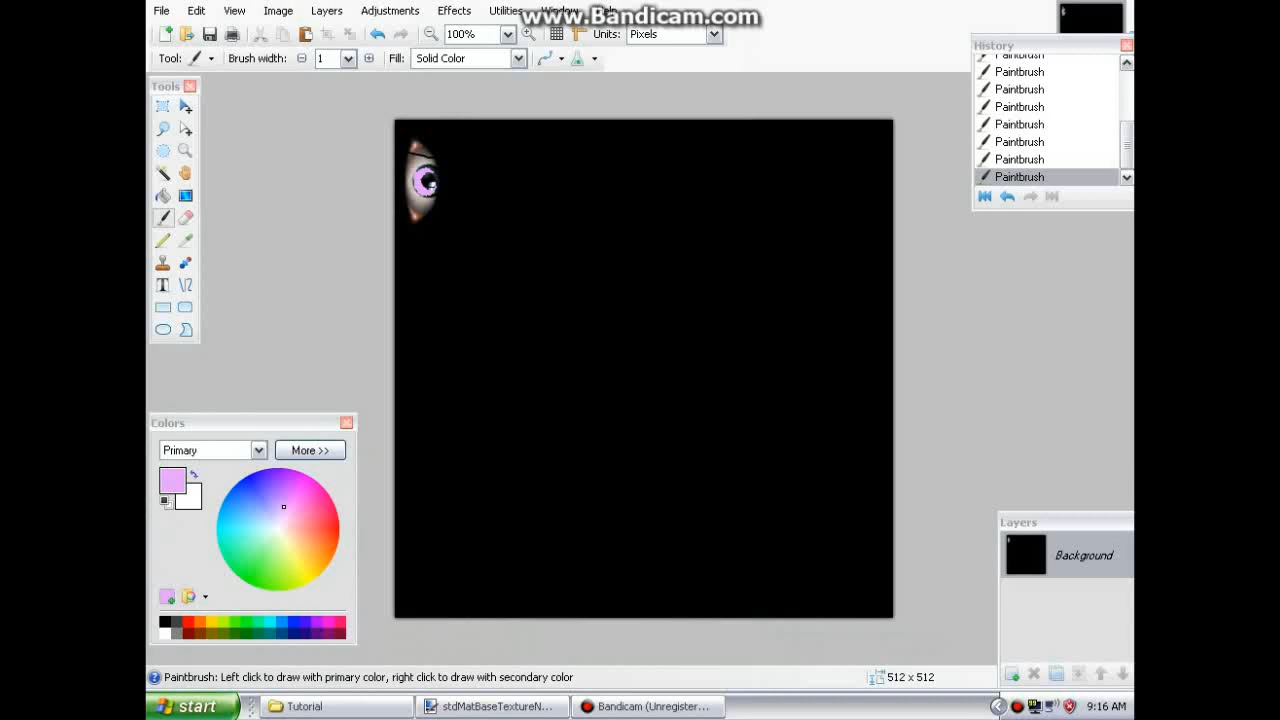 www.Bandicam.com
File Edit View Image Layers Adjustments Effects Utilities
100% Units: Pixels
Tool: Brush width: 1 Fill: Solid Color
Tools
History
Paintbrush
Paintbrush
Paintbrush
Paintbrush
Paintbrush
Paintbrush
Paintbrush
Paintbrush
Colors
Primary More >>
Layers
Background
Paintbrush: Left click to draw with primary color, right click to draw with secondary color
512 x 512
start Tutorial stdMatBaseTextureN... Bandicam (Unregister... 9:16 AM